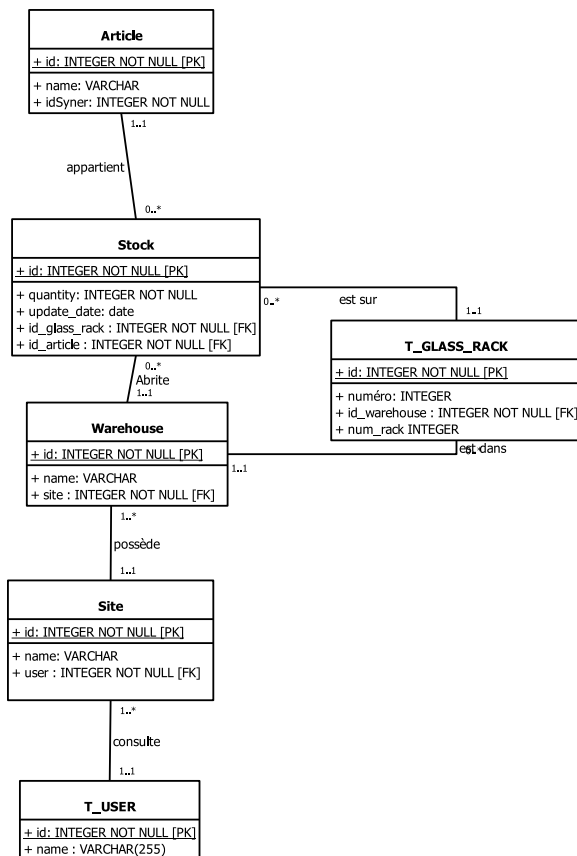 Article
+ id: INTEGER NOT NULL [PK]
+ name: VARCHAR
+ idSyner: INTEGER NOT NULL
1..1
appartient
0..*
Stock
+ id: INTEGER NOT NULL [PK]
+ quantity: INTEGER NOT NULL
+ update_date: date
+ id_glass_rack : INTEGER NOT NULL [FK]
+ id_article : INTEGER NOT NULL [FK]
0..*
est sur
1..1
T_GLASS_RACK
+ id: INTEGER NOT NULL [PK]
+ numéro: INTEGER
+ id_warehouse : INTEGER NOT NULL [FK]
+ num_rack INTEGER
0..*
Abrite
1..1
est dans
0..*
Warehouse
+ id: INTEGER NOT NULL [PK]
+ name: VARCHAR
+ site : INTEGER NOT NULL [FK]
1..1
1..*
possède
1..1
Site
+ id: INTEGER NOT NULL [PK]
+ name: VARCHAR
+ user : INTEGER NOT NULL [FK]
1..*
consulte
1..1
T_USER
+ id: INTEGER NOT NULL [PK]
+ name : VARCHAR(255)